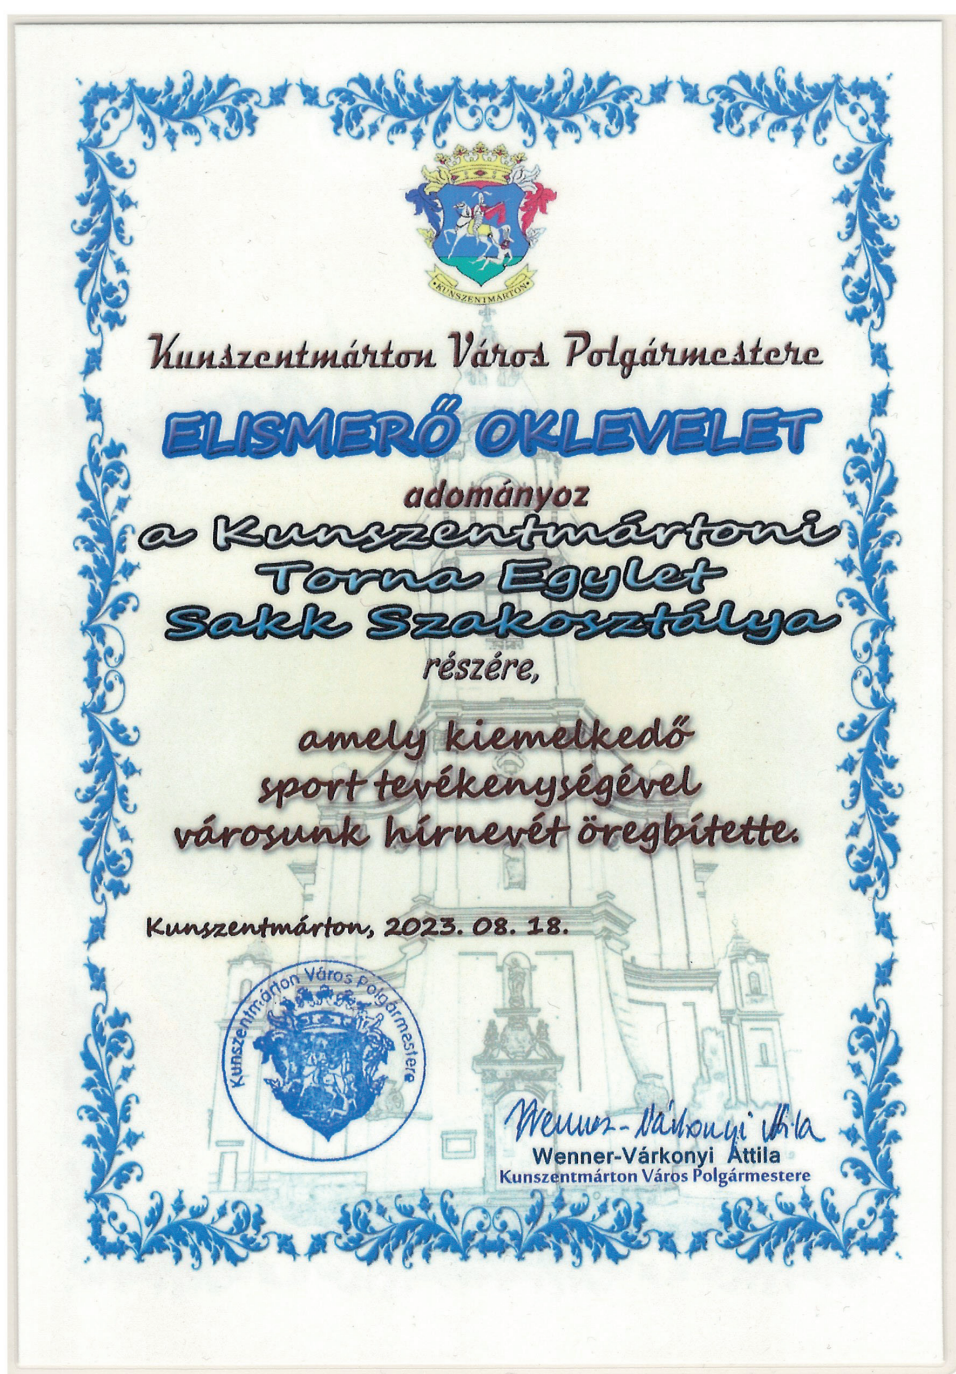 KUNSZENTMÁRTON
Kunszentmárton Város Polgármestere
ELISMERŐ OKLEVELET
adományoz
a Kunszentmártoni
Torna Egylet
Sakk Szakosztálya
részére,
amely kiemelkedő
sport tevékenységével
városunk hírnevét öregbítette.
Kunszentmárton, 2023. 08. 18.
Kunszentmárton Város Polgármestere
Wenner-Várkonyi Attila
Wenner-Várkonyi Attila
Kunszentmárton Város Polgármestere